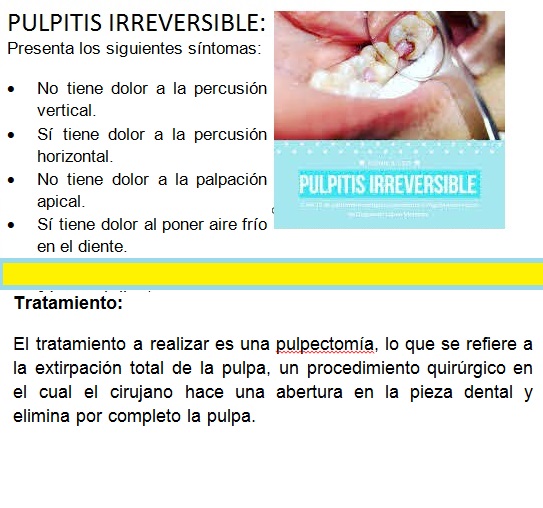 PULPITIS IRREVERSIBLE:
Presenta los siguientes síntomas:
• No tiene dolor a la percusión
vertical.
• Sí tiene dolor a la percusión
horizontal.
• No tiene dolor a la palpación
apical.
• Sí tiene dolor al poner aire frío
en el diente.
PULPITIS IRREVERSIBLE
Tratamiento:
El tratamiento a realizar es una pulpectomía, lo que se refiere a
la extirpación total de la pulpa, un procedimiento quirúrgico en
el cual el cirujano hace una abertura en la pieza dental y
elimina por completo la pulpa.